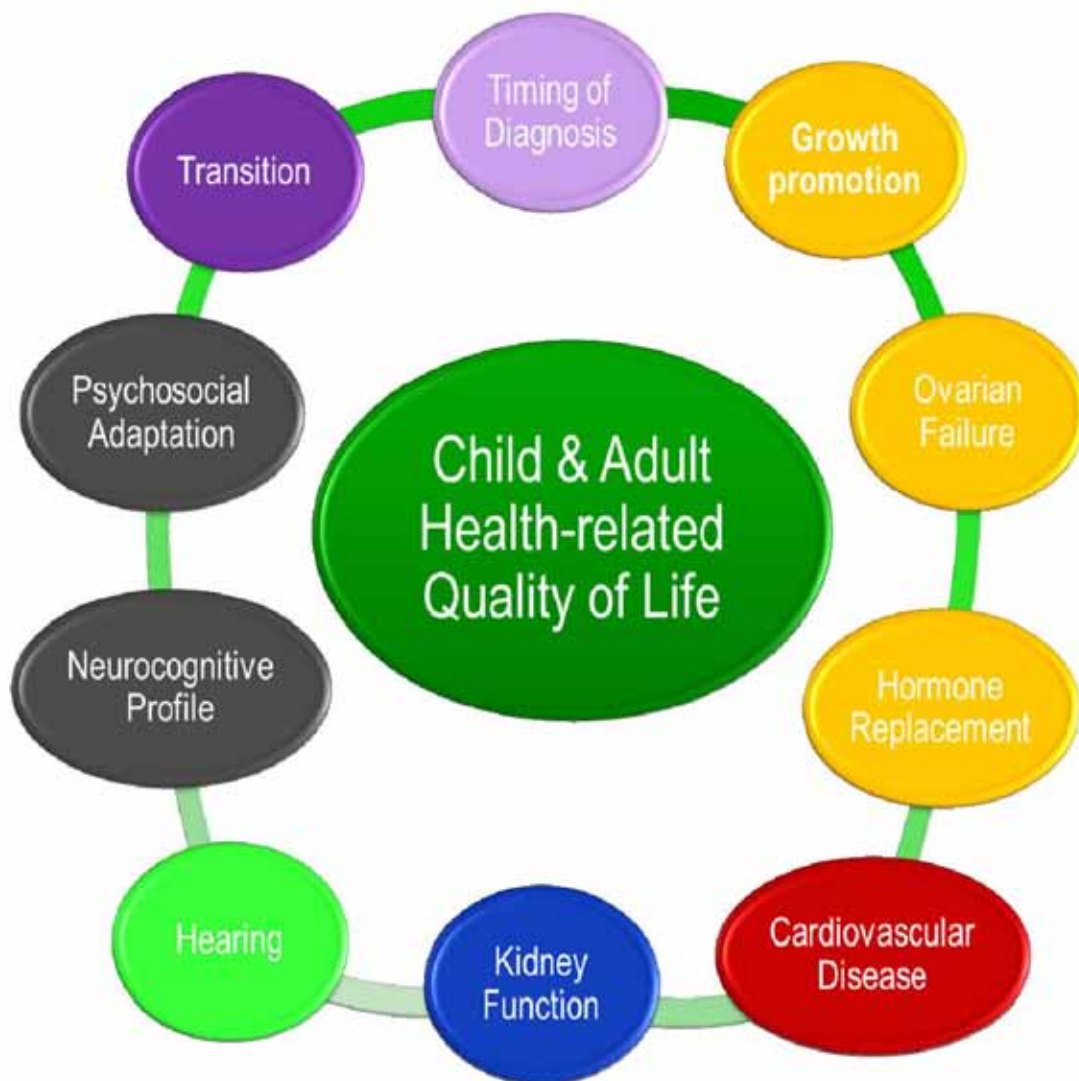 Timing of
Diagnosis
Growth
promotion
Ovarian
Failure
Hormone
Replacement
Cardiovascular
Disease
Kidney
Function
Hearing
Neurocognitive
Profile
Psychosocial
Adaptation
Transition
Child & Adult
Health-related
Quality of Life